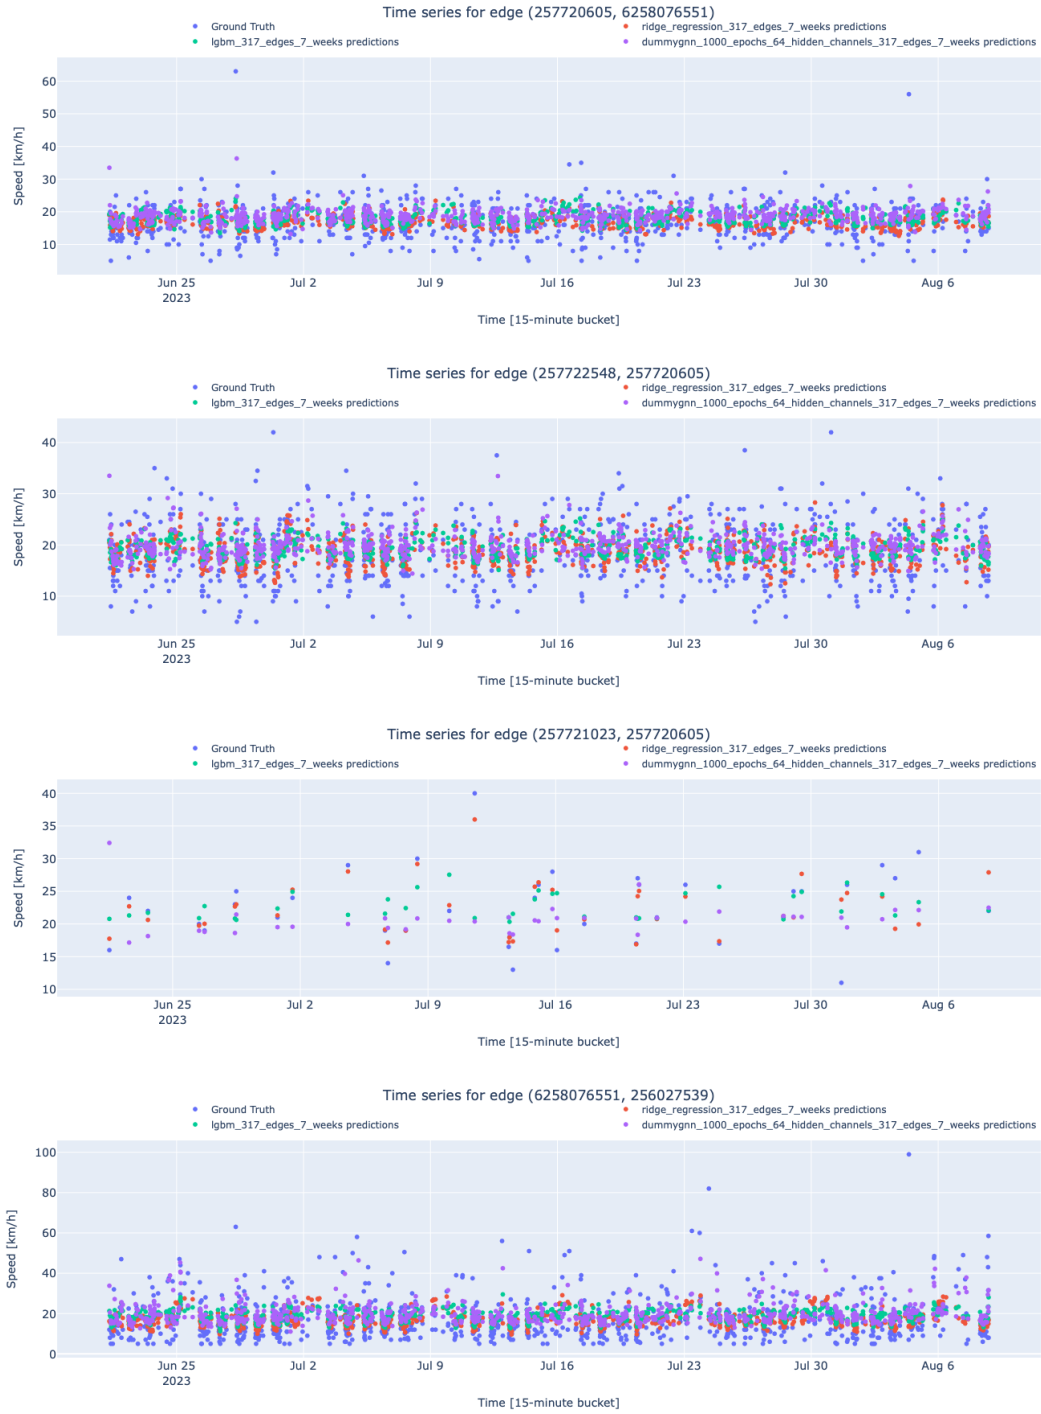 Time series for edge (257720605, 6258076551)
Ground Truth
ridge_regression_317_edges_7_weeks predictions
lgbm_317_edges_7_weeks predictions
dummygnn_1000_epochs_64_hidden_channels_317_edges_7_weeks predictions
60
50
40
30
20
10
Speed [km/h]
Jun 25 Jul 2 Jul 9 Jul 16 Jul 23 Jul 30 Aug 6
2023
Time [15-minute bucket]
Time series for edge (257722548, 257720605)
Ground Truth
ridge_regression_317_edges_7_weeks predictions
lgbm_317_edges_7_weeks predictions
dummygnn_1000_epochs_64_hidden_channels_317_edges_7_weeks predictions
40
30
20
10
Speed [km/h]
Jun 25 Jul 2 Jul 9 Jul 16 Jul 23 Jul 30 Aug 6
2023
Time [15-minute bucket]
Time series for edge (257721023, 257720605)
Ground Truth
ridge_regression_317_edges_7_weeks predictions
lgbm_317_edges_7_weeks predictions
dummygnn_1000_epochs_64_hidden_channels_317_edges_7_weeks predictions
40
35
30
25
20
15
10
Speed [km/h]
Jun 25 Jul 2 Jul 9 Jul 16 Jul 23 Jul 30 Aug 6
2023
Time [15-minute bucket]
Time series for edge (6258076551, 256027539)
Ground Truth
ridge_regression_317_edges_7_weeks predictions
lgbm_317_edges_7_weeks predictions
dummygnn_1000_epochs_64_hidden_channels_317_edges_7_weeks predictions
100
80
60
40
20
0
Speed [km/h]
Jun 25 Jul 2 Jul 9 Jul 16 Jul 23 Jul 30 Aug 6
2023
Time [15-minute bucket]